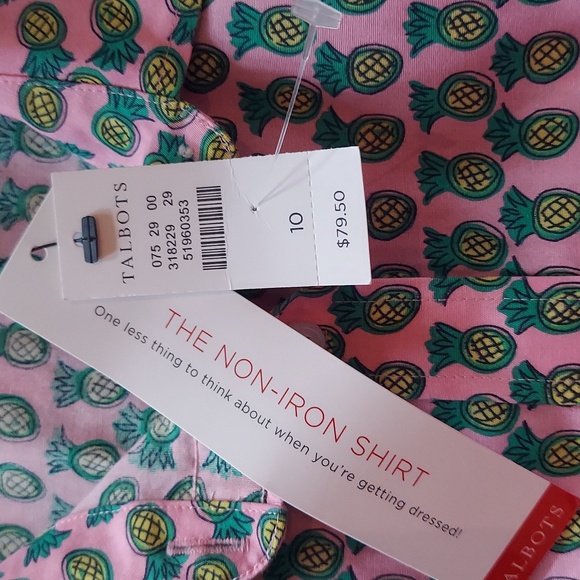 TALBOTS
075 29 00
318229 29
51960353
10
$79.50
THE NON-IRON SHIRT
One less thing to think about when you're getting dressed!
TALBOTS